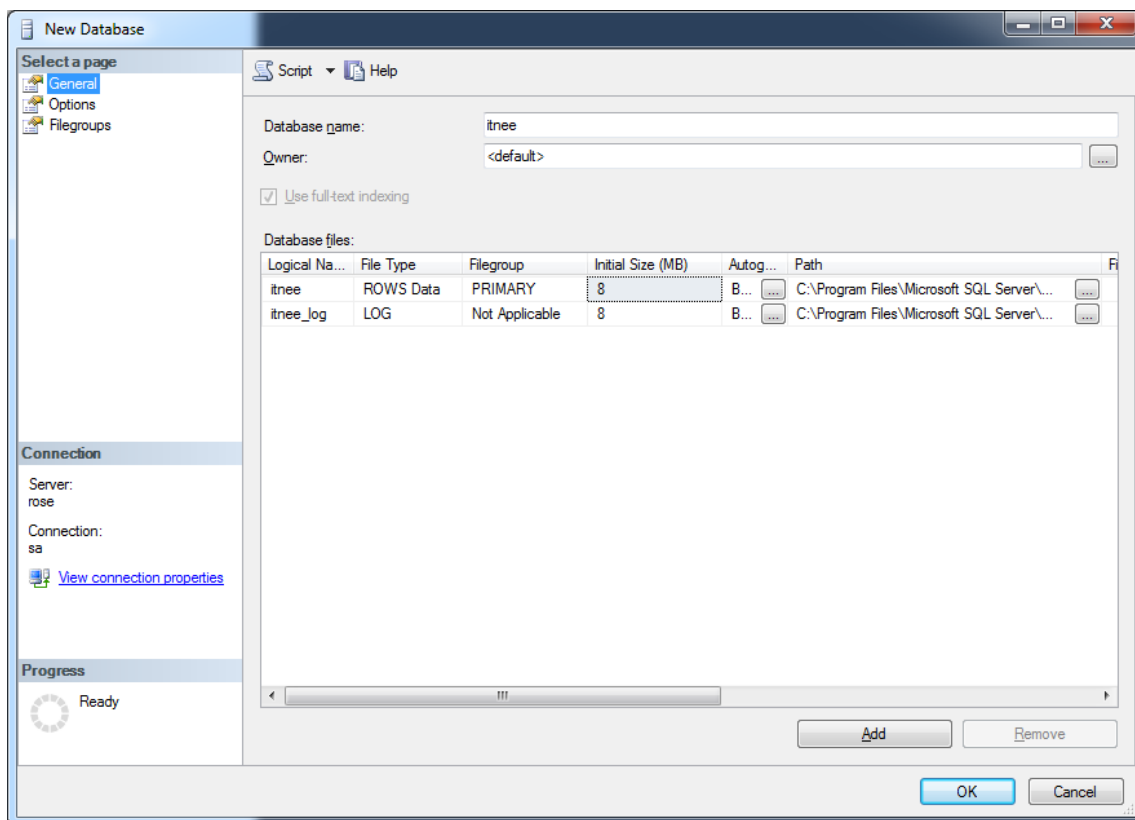 New Database
Select a page
General
Options
Filegroups
Script
Help
Database name:
itnee
Owner:
<default>
...
Use full-text indexing
Database files:
Logical Na... File Type Filegroup Initial Size (MB) Autog... Path Fi
itnee ROWS Data PRIMARY 8 B... ... C:\Program Files\Microsoft SQL Server\... ...
itnee_log LOG Not Applicable 8 B... ... C:\Program Files\Microsoft SQL Server\... ...
Connection
Server:
rose
Connection:
sa
View connection properties
Progress
Ready
Add
Remove
OK
Cancel